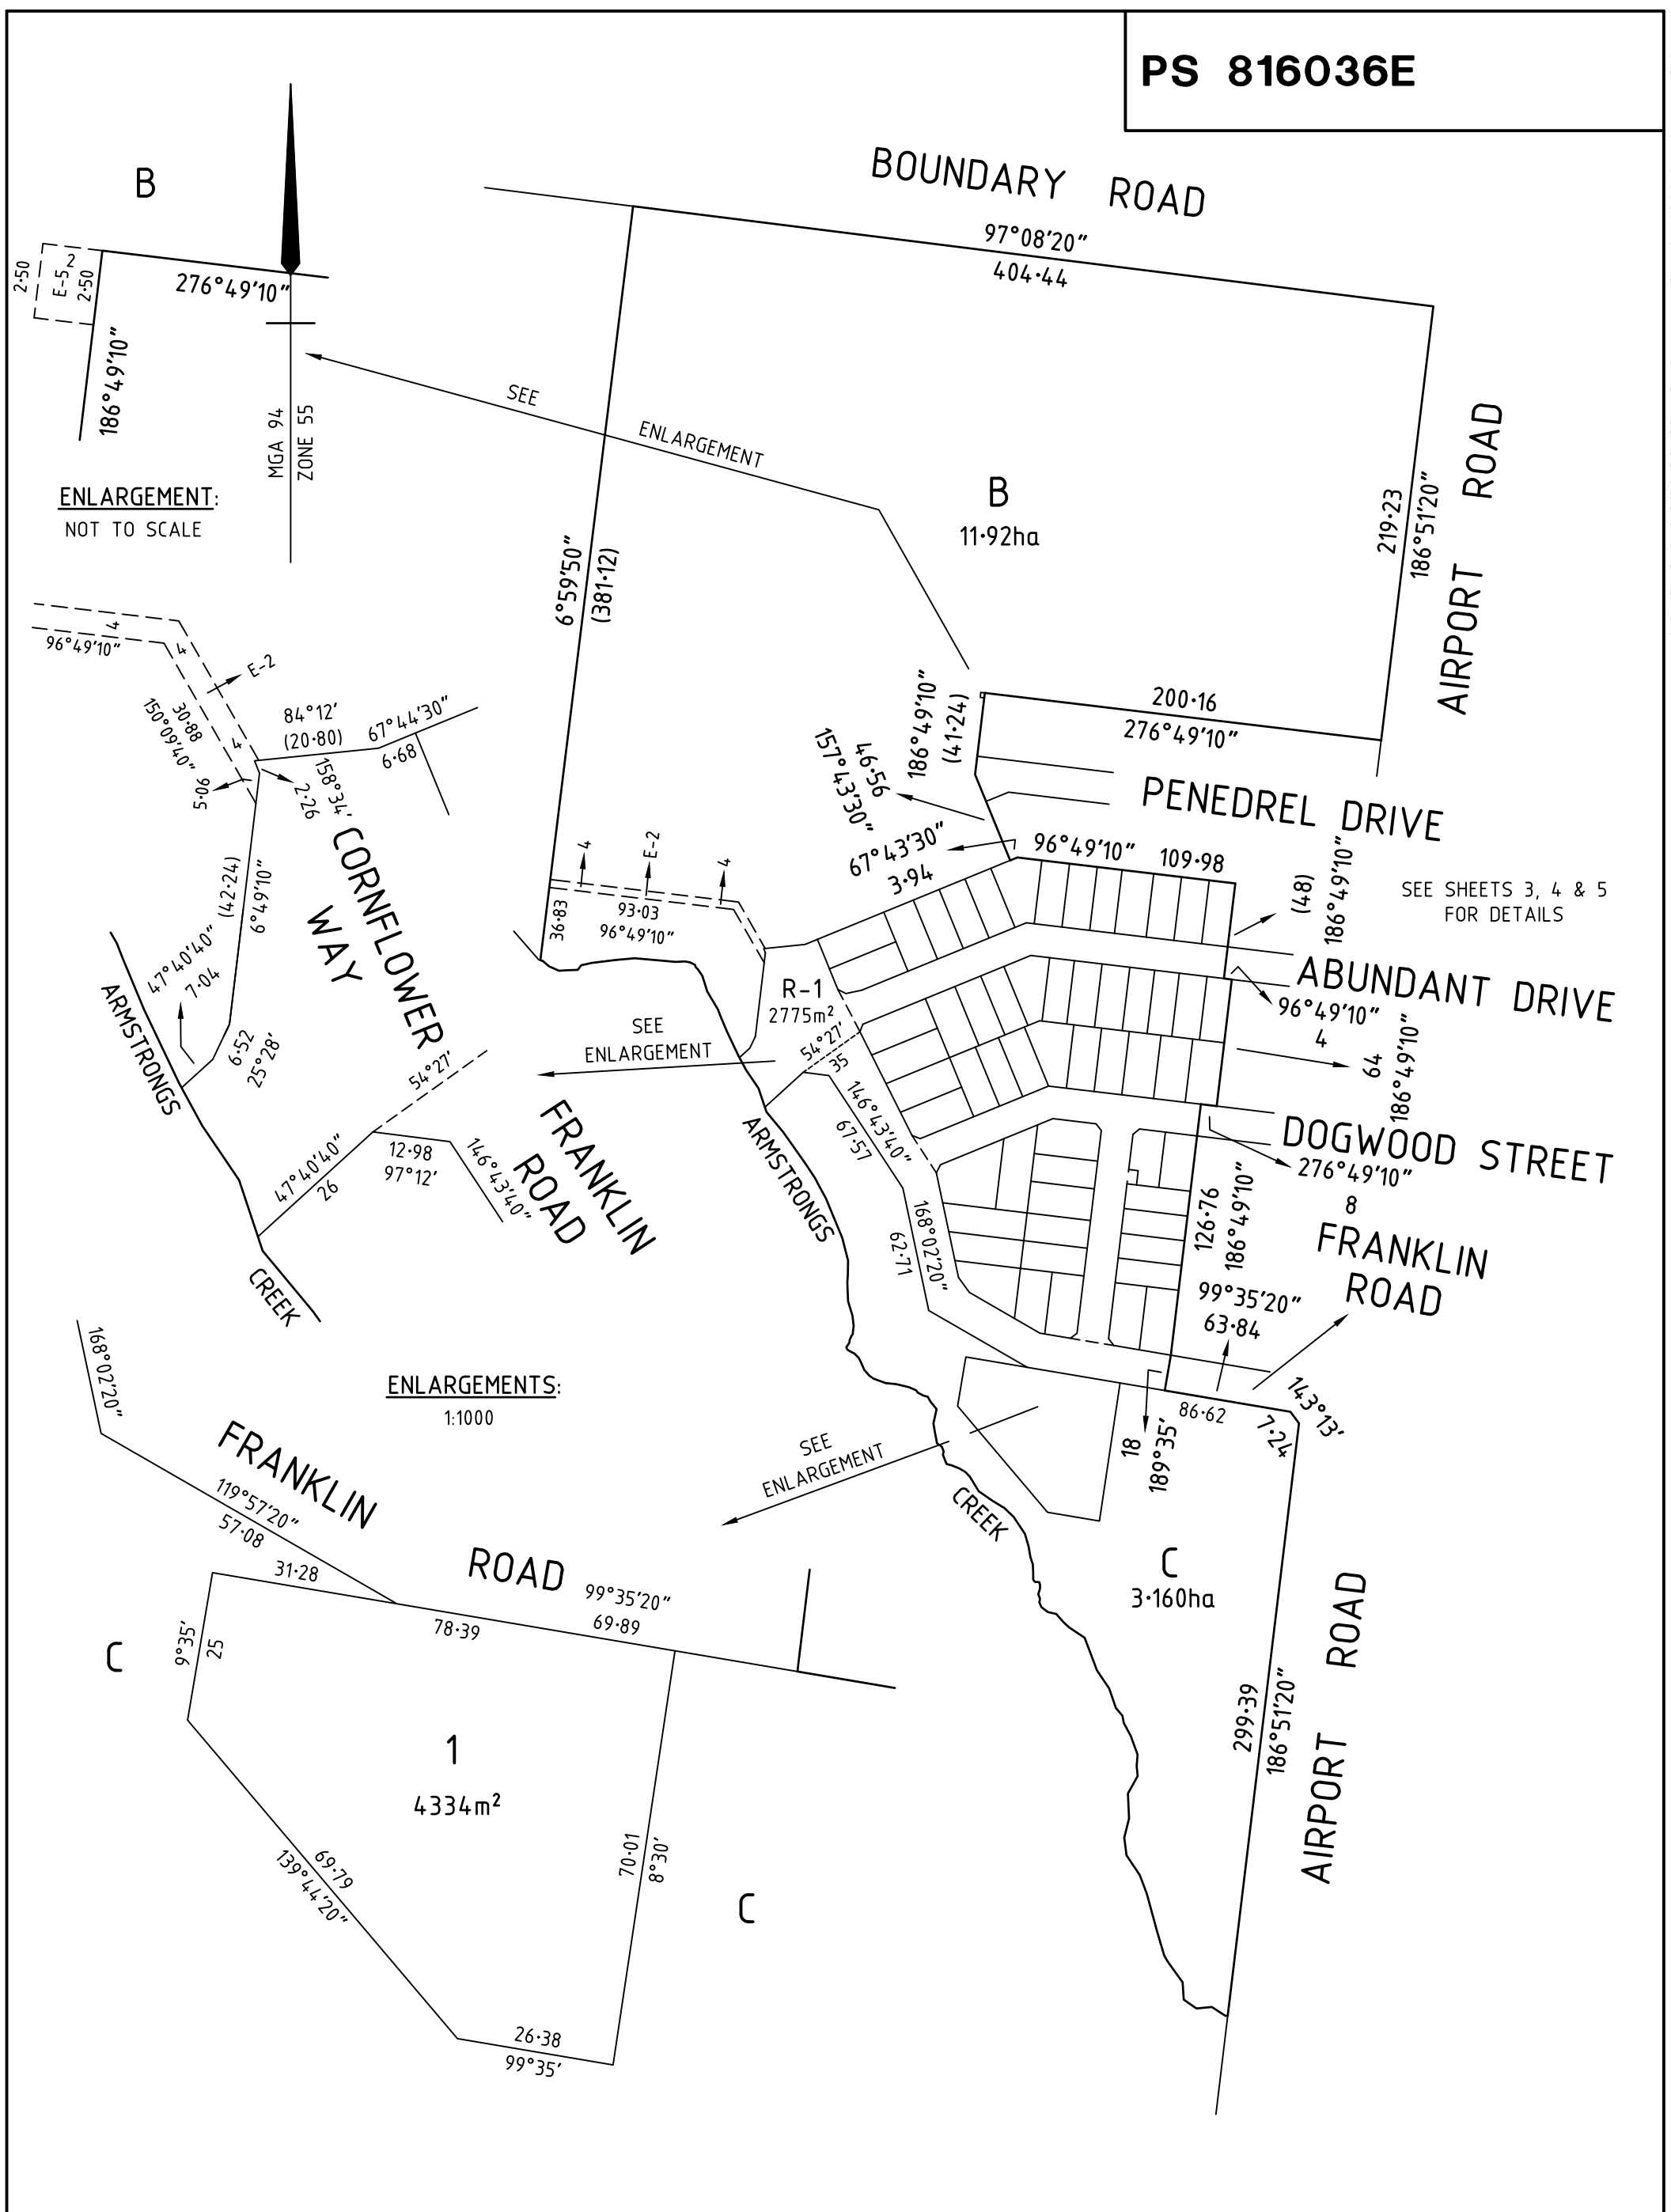 PS 816036E
BOUNDARY ROAD
97°08'20"
404·44
B
2·50
E-5
2
2·50
276°49'10"
186°49'10"
MGA 94
ZONE 55
ENLARGEMENT:
NOT TO SCALE
SEE
ENLARGEMENT
B
11·92ha
219·23
186°51'20"
AIRPORT ROAD
6°59'50"
(381·12)
4
96°49'10"
4
E-2
30·88
150°09'40"
4
84°12'
(20·80)
67°44'30"
6·68
5·06
2·26
158°34'
CORNFLOWER
WAY
(42·24)
6°49'10"
47°40'40"
7·04
6·52
25°28'
ARMSTRONGS
CREEK
54°27'
47°40'40"
26
12·98
97°12'
146°43'40"
FRANKLIN
ROAD
200·16
276°49'10"
186°49'10"
(41·24)
46·56
157°43'30"
67°43'30"
3·94
PENEDREL DRIVE
96°49'10" 109·98
(48)
186°49'10"
SEE SHEETS 3, 4 & 5
FOR DETAILS
4
E-2
4
36·83
93·03
96°49'10"
R-1
2775m²
SEE
ENLARGEMENT
54°27'
35
ABUNDANT DRIVE
96°49'10"
4
64
186°49'10"
146°43'40"
67·57
ARMSTRONGS
DOGWOOD STREET
276°49'10"
8
126·76
186°49'10"
168°02'20"
62·71
FRANKLIN
ROAD
99°35'20"
63·84
143°13'
7·24
86·62
18
189°35'
SEE
ENLARGEMENT
CREEK
C
3·160ha
299·39
186°51'20"
AIRPORT ROAD
ENLARGEMENTS:
1:1000
168°02'20"
FRANKLIN
ROAD
119°57'20"
57·08
31·28
78·39
99°35'20"
69·89
C
9°35'
25
1
4334m²
70·01
8°30'
69·79
139°44'20"
C
26·38
99°35'